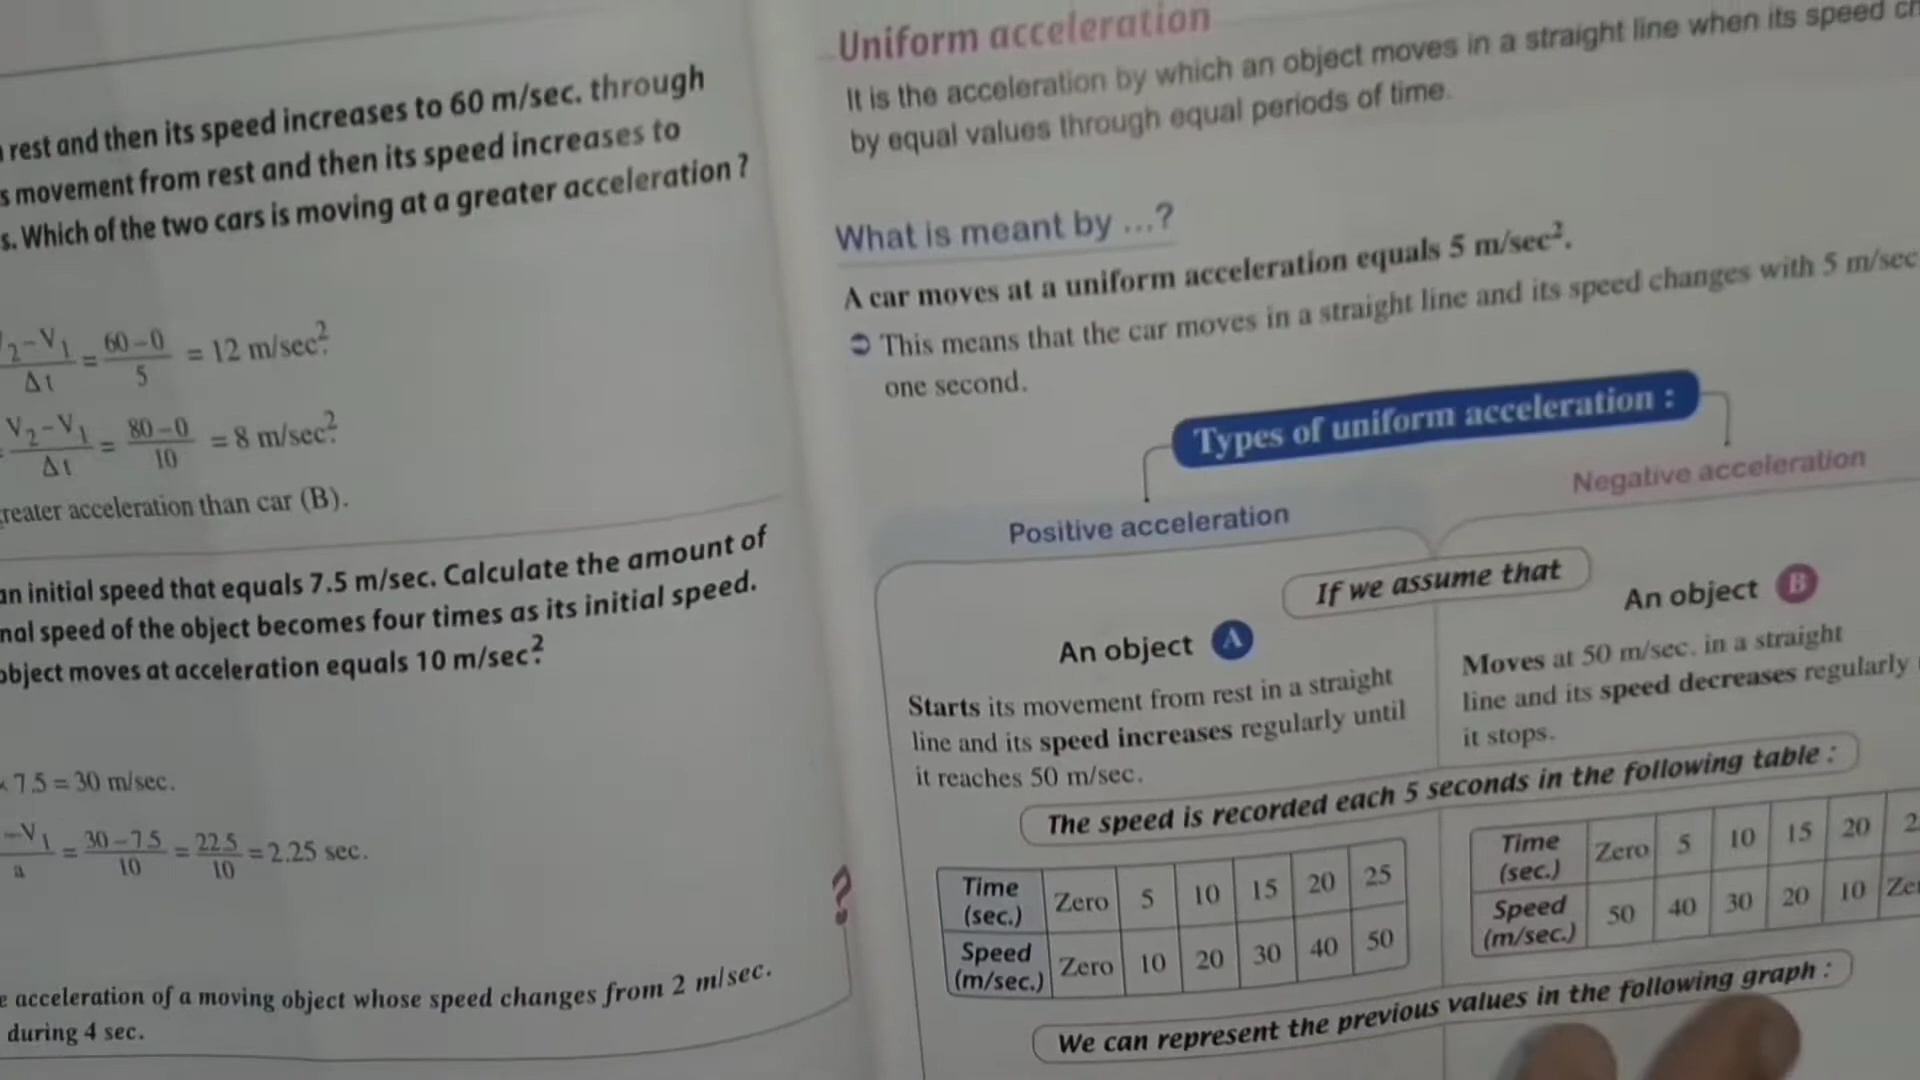 rest and then its speed increases to 60 m/sec. through
s movement from rest and then its speed increases to
s. Which of the two cars is moving at a greater acceleration ?
2 - V1 / Δt = 60 - 0 / 5 = 12 m/sec².
V2 - V1 / Δt = 80 - 0 / 10 = 8 m/sec².
reater acceleration than car (B).
an initial speed that equals 7.5 m/sec. Calculate the amount of
nal speed of the object becomes four times as its initial speed.
object moves at acceleration equals 10 m/sec².
× 7.5 = 30 m/sec.
- V1 / a = 30 - 7.5 / 10 = 22.5 / 10 = 2.25 sec.
?
e acceleration of a moving object whose speed changes from 2 m/sec.
during 4 sec.
Uniform acceleration
It is the acceleration by which an object moves in a straight line when its speed ch
by equal values through equal periods of time.
What is meant by ...?
A car moves at a uniform acceleration equals 5 m/sec².
This means that the car moves in a straight line and its speed changes with 5 m/sec
one second.
Types of uniform acceleration :
Positive acceleration
Negative acceleration
If we assume that
An object A
Starts its movement from rest in a straight
line and its speed increases regularly until
it reaches 50 m/sec.
An object B
Moves at 50 m/sec. in a straight
line and its speed decreases regularly
it stops.
The speed is recorded each 5 seconds in the following table :
Time (sec.) Zero 5 10 15 20 25
Speed (m/sec.) Zero 10 20 30 40 50
Time (sec.) Zero 5 10 15 20 2
Speed (m/sec.) 50 40 30 20 10 Ze
We can represent the previous values in the following graph :